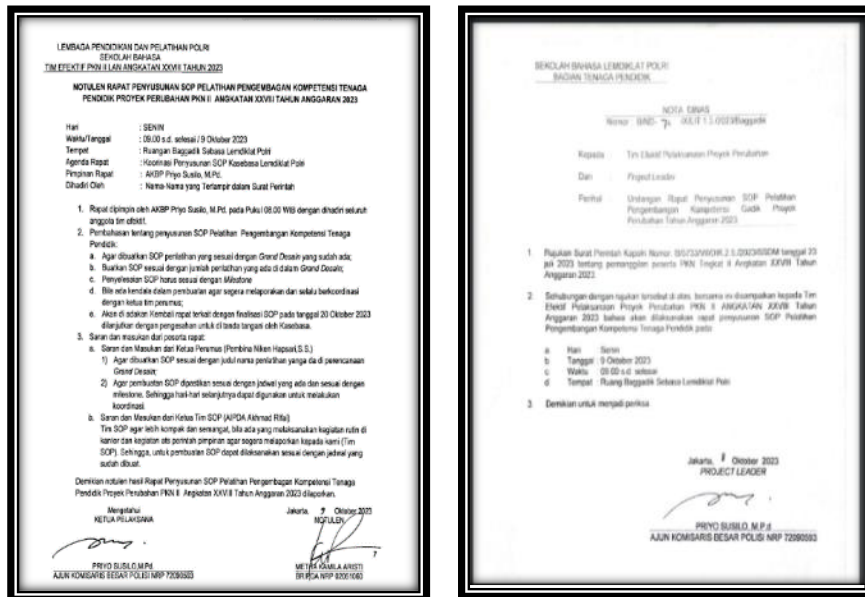 LEMBAGA PENDIDIKAN DAN PELATIHAN POLRI
SEKOLAH BAHASA
TIM EFEKTIF PKN II LAN ANGKATAN XXVIII TAHUN 2023
NOTULEN RAPAT PENYUSUNAN SOP PELATIHAN PENGEMBAGAN KOMPETENSI TENAGA
PENDIDIK PROYEK PERUBAHAN PKN II ANGKATAN XXVIII TAHUN ANGGARAN 2023
Hari : SENIN
Waktu/Tanggal : 09.00 s.d. selesai / 9 Oktober 2023
Tempat : Ruangan Baggadik Sebasa Lemdiklat Polri
Agenda Rapat : Koorinasi Penyusunan SOP Kasebasa Lemdiklat Polri
Pimpinan Rapat : AKBP Priyo Susilo, M.Pd.
Dihadiri Oleh : Nama-Nama yang Terlampir dalam Surat Perintah
1. Rapat dipimpin oleh AKBP Priyo Susilo, M.Pd. pada Pukul 08.00 WIB dengan dihadiri seluruh
anggota tim efektif.
2. Pembahasan tentang penyusunan SOP Pelatihan Pengembagan Kompetensi Tenaga
Pendidik:
a. Agar dibuatkan SOP penlatihan yang sesuai dengan Grand Desain yang sudah ada;
b. Buatkan SOP sesuai dengan jumlah penlatihan yang ada di dalam Grand Desain;
c. Penyelesaian SOP harus sesuai dengan Milestone
d. Bila ada kendala dalam pembuatan agar segera melaporkan dan selalu berkoordinasi
dengan ketua tim perumus;
e. Akan di adakan Kembali rapat terkait dengan finalisasi SOP pada tanggal 20 Oktober 2023
dilanjutkan dengan pengesahan untuk di tanda tangani oleh Kasebasa.
3. Saran dan masukan dari peserta rapat:
a. Saran dan Masukan dari Ketua Perumus (Pembina Niken Hapsari,S.S.)
1) Agar dibuatkan SOP sesuai dengan judul nama penlatihan yanga da di perencanaan
Grand Desain;
2) Agar pembuatan SOP dipastikan sesuai dengan jadwal yang ada dan sesuai dengan
milestone. Sehingga hari-hari selanjutnya dapat digunakan untuk melakukan
koordinasi.
b. Saran dan Masukan dari Ketua Tim SOP (AIPDA Akhmad Rifai)
Tim SOP agar lebih kompak dan semangat, bila ada yang melaksanakan kegiatan rutin di
kantor dan kegiatan ats perintah pimpinan agar segera melaporkan kepada kami (Tim
SOP). Sehingga, untuk pembuatan SOP dapat dilaksanakan sesuai dengan jadwal yang
sudah dibuat.
Demikian notulen hasil Rapat Penyusunan SOP Pelatihan Pengembagan Kompetensi Tenaga
Pendidik Proyek Perubahan PKN II Angkatan XXVIII Tahun Anggaran 2023 dilaporkan.
Mengetahui
KETUA PELAKSANA
PRIYO SUSILO,M.Pd.
AJUN KOMISARIS BESAR POLISI NRP 72090593
Jakarta, 9 Oktober 2023
NOTULEN
KAMILA ARISTI
SEKOLAH BAHASA LEMDIKLAT POLRI
BAGIAN TENAGA PENDIDIK
NOTA DINAS
Nomor
Kepada : Tim Efektif Pelaksanaan Proyek Perubahan
Dari : Project Leader
Perihal : Undangan Rapat Penyusunan SOP Pelatihan
Pengembangan Kompetensi Gadik Proyek
Perubahan Tahun Anggaran 2023.
1. Rujukan Surat Perintah Kapolri Nomor. tanggal 23
juli 2023 tentang pemanggilan peserta PKN Tingkat II Angkatan XXVIII Tahun
Anggaran 2023.
2. Sehubungan dengan rujukan tersebut di atas, bersama ini disampaikan kepada Tim
Efektif Pelaksanaan Proyek Perubahan PKN II ANGKATAN XXVIII Tahun
Anggaran 2023 bahwa akan dilaksanakan rapat penyusunan SOP Pelatihan
Pengembangan Kompetensi Tenaga Pendidik pada:
a. Hari : Senin
b. Tanggal : 9 Oktober 2023
c. Waktu : 09.00 s.d. selesai
d. Tempat : Ruang Baggadik Sebasa Lemdiklat Polri
3. Demikian untuk menjadi periksa.
Jakarta, Oktober 2023
PROJECT LEADER
PRIYO SUSILO, M.P.d
AJUN KOMISARIS BESAR POLISI NRP 72090593